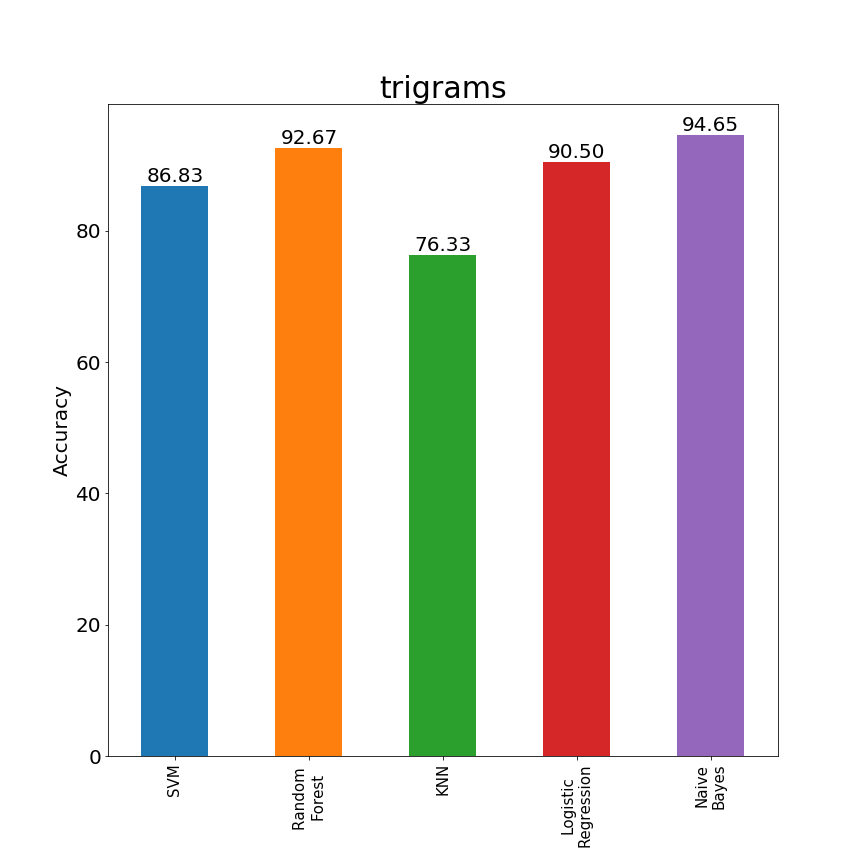 trigrams
Accuracy
80
60
40
20
0
86.83
92.67
76.33
90.50
94.65
SVM
Random
Forest
KNN
Logistic
Regression
Naive
Bayes